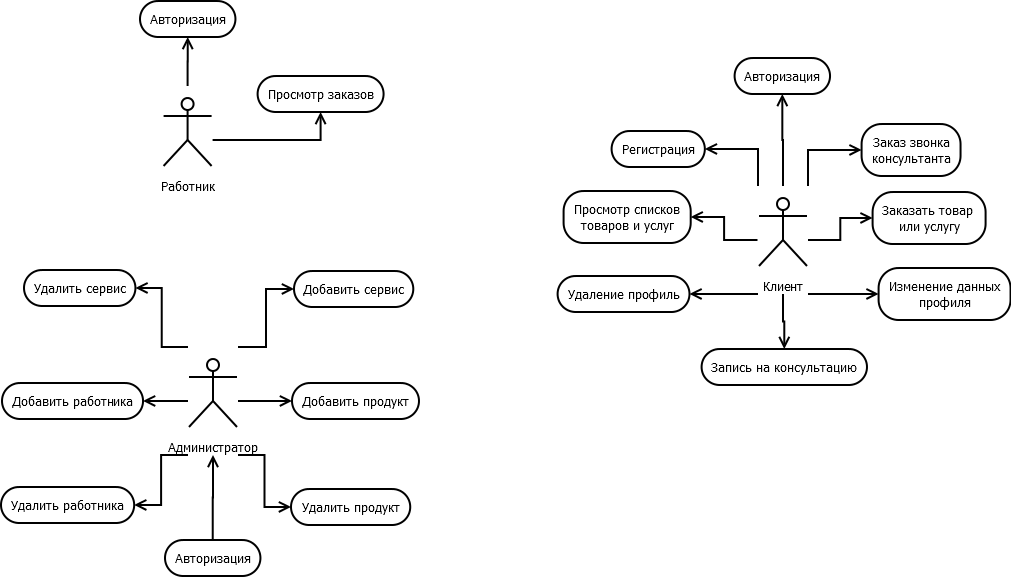 Авторизация
Просмотр заказов
Работник
Авторизация
Регистрация
Заказ звонка
консультанта
Просмотр списков
товаров и услуг
Заказать товар
или услугу
Удаление профиль
Клиент
Изменение данных
профиля
Запись на консультацию
Удалить сервис
Добавить сервис
Добавить работника
Добавить продукт
Администратор
Удалить работника
Удалить продукт
Авторизация